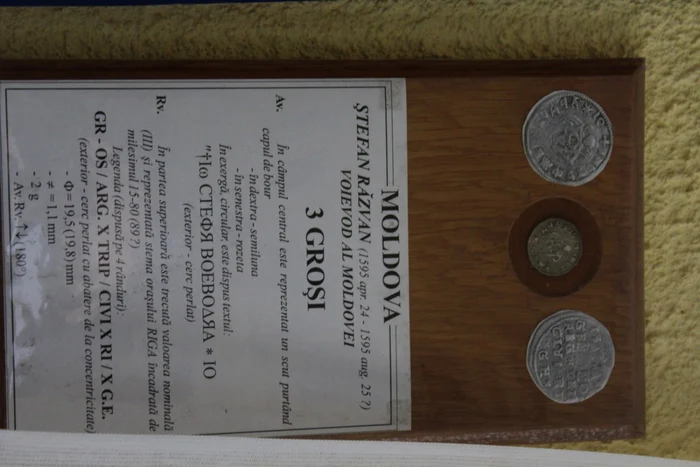 MOLDOVA
ŞTEFAN RĂZVAN (1595 apr. 24 - 1595 aug. 25 ?)
VOIEVOD AL MOLDOVEI
3 GROŞI
Av. În câmpul central este reprezentat un scut purtând
capul de bour
- în dextra - semiluna
- în senestra - rozeta
În exergă, circular, este dispus textul:
"†Iω СТЕФЯ ВОЕВОДЯА * IO
(exterior - cerc perlat)
Rv. În partea superioară este trecută valoarea nominală
(III) şi reprezentată stema oraşului RIGA încadrată de
milesimul 15-80 (89 ?)
Legenda (dispusă pe 4 rânduri):
GR - OS / ARG. X TRIP / CIVI X RI / X G.E.
(exterior - cerc perlat cu abatere de la concentricitate)
- Φ = 19,5 (19,8) mm
- ≠ = 1,1 mm
- 2 g
- Av. Rv. ↑↓ (180°)